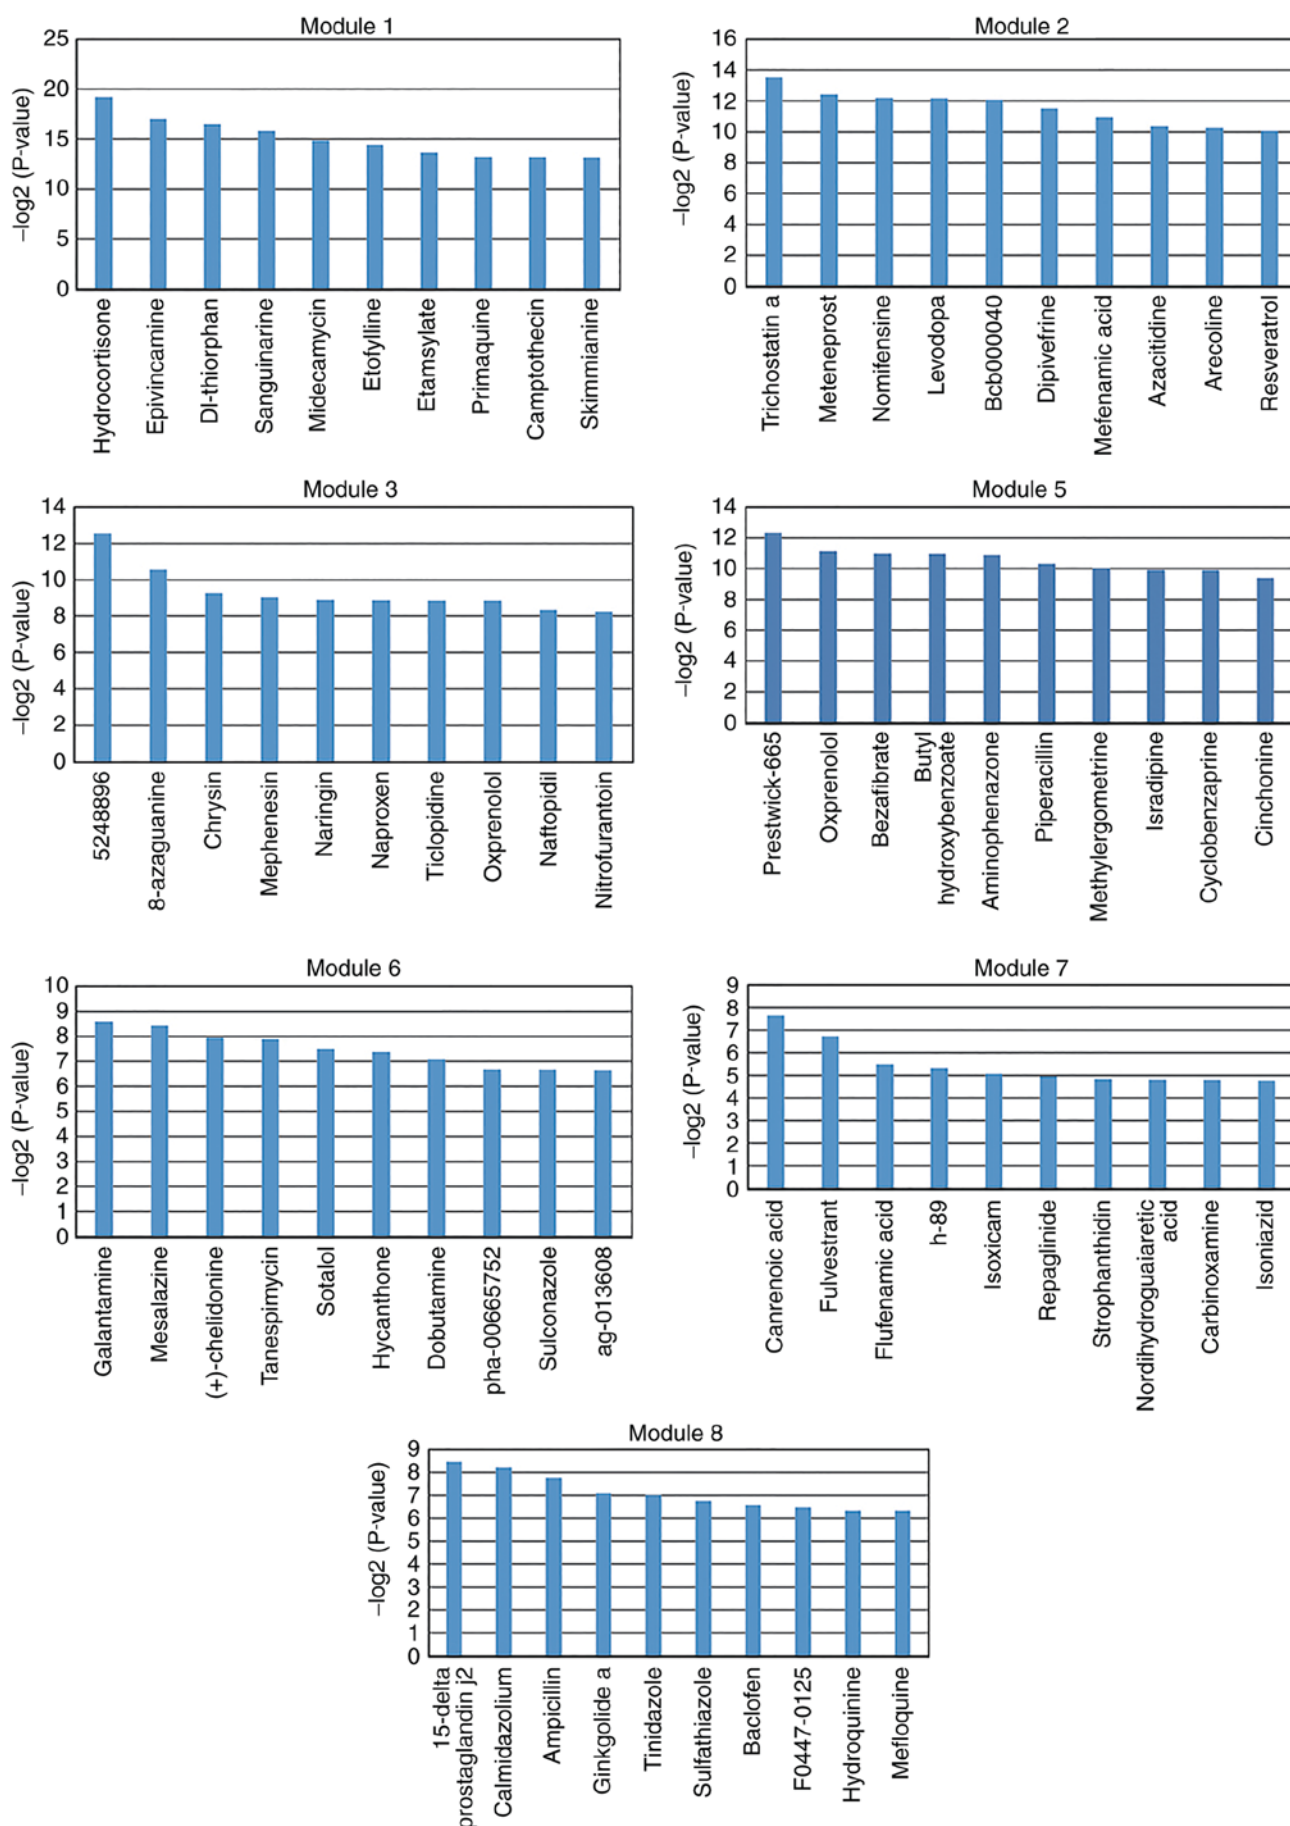 Module 1
25
20
15
10
5
0
−log2 (P-value)
Hydrocortisone
Epivincamine
Dl-thiorphan
Sanguinarine
Midecamycin
Etofylline
Etamsylate
Primaquine
Camptothecin
Skimmianine
Module 2
16
14
12
10
8
6
4
2
0
−log2 (P-value)
Trichostatin a
Meteneprost
Nomifensine
Levodopa
Bcb000040
Dipivefrine
Mefenamic acid
Azacitidine
Arecoline
Resveratrol
Module 3
14
12
10
8
6
4
2
0
−log2 (P-value)
5248896
8-azaguanine
Chrysin
Mephenesin
Naringin
Naproxen
Ticlopidine
Oxprenolol
Naftopidil
Nitrofurantoin
Module 5
14
12
10
8
6
4
2
0
−log2 (P-value)
Prestwick-665
Oxprenolol
Bezafibrate
Butyl
hydroxybenzoate
Aminophenazone
Piperacillin
Methylergometrine
Isradipine
Cyclobenzaprine
Cinchonine
Module 6
10
9
8
7
6
5
4
3
2
1
0
−log2 (P-value)
Galantamine
Mesalazine
(+)-chelidonine
Tanespimycin
Sotalol
Hycanthone
Dobutamine
pha-00665752
Sulconazole
ag-013608
Module 7
9
8
7
6
5
4
3
2
1
0
−log2 (P-value)
Canrenoic acid
Fulvestrant
Flufenamic acid
h-89
Isoxicam
Repaglinide
Strophanthidin
Nordihydroguaiaretic
acid
Carbinoxamine
Isoniazid
Module 8
9
8
7
6
5
4
3
2
1
0
−log2 (P-value)
15-delta
prostaglandin j2
Calmidazolium
Ampicillin
Ginkgolide a
Tinidazole
Sulfathiazole
Baclofen
F0447-0125
Hydroquinine
Mefloquine